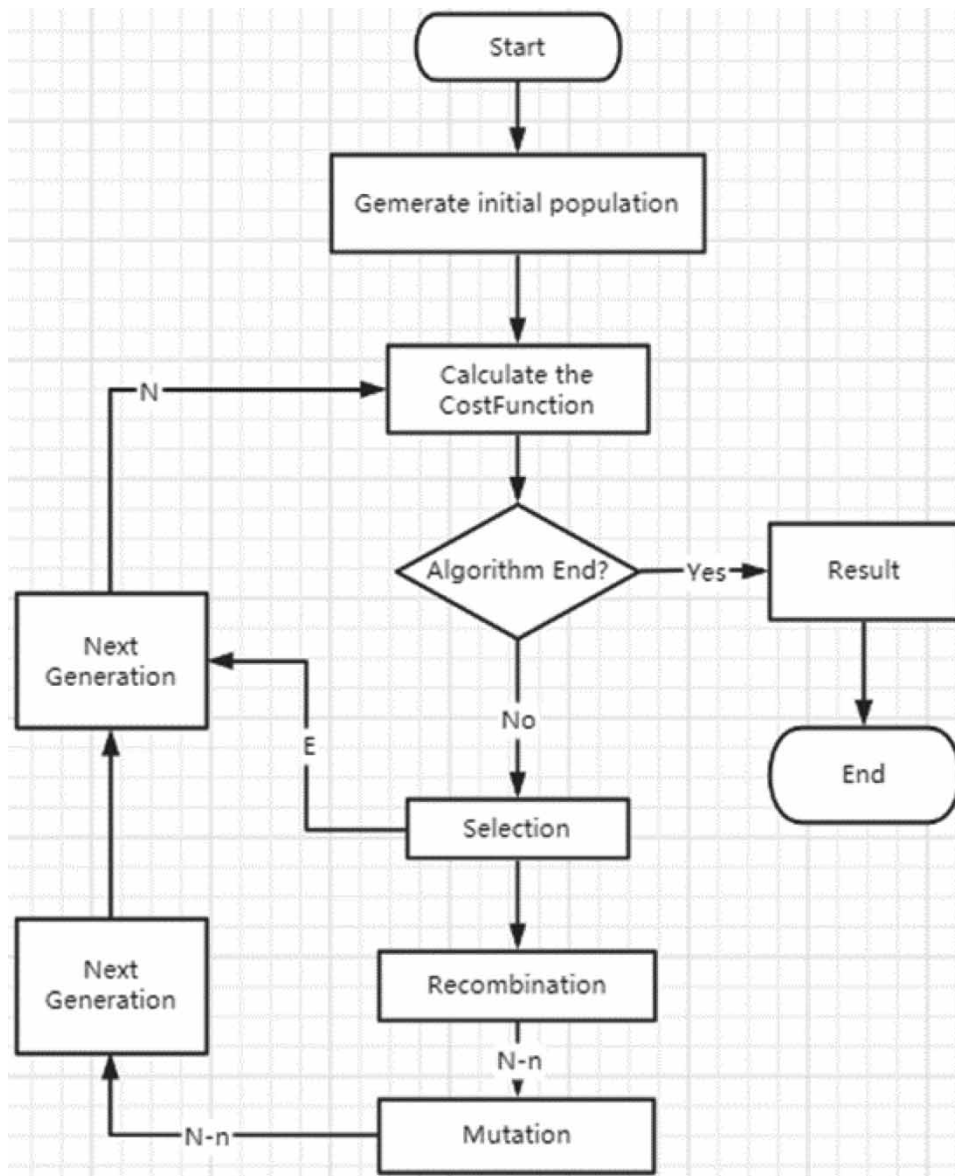 Start
Gemerate initial population
Calculate the
CostFunction
N
Algorithm End?
Yes
Result
Next
Generation
No
E
End
Selection
Next
Generation
Recombination
N-n
Mutation
N-n